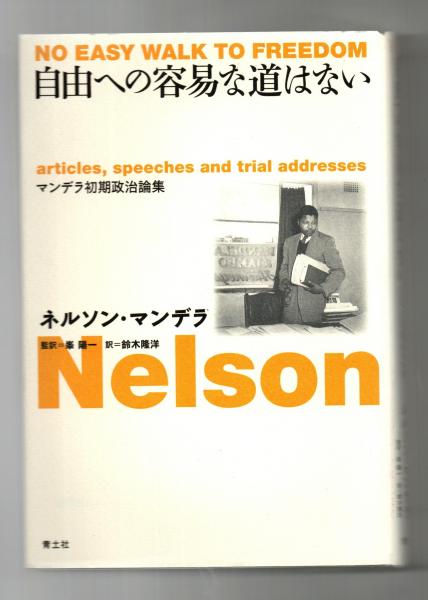 NO EASY WALK TO FREEDOM
自由への容易な道はない
articles, speeches and trial addresses
マンデラ初期政治論集
ネルソン・マンデラ
監訳=峯 陽一 訳=鈴木隆洋
Nelson
青土社